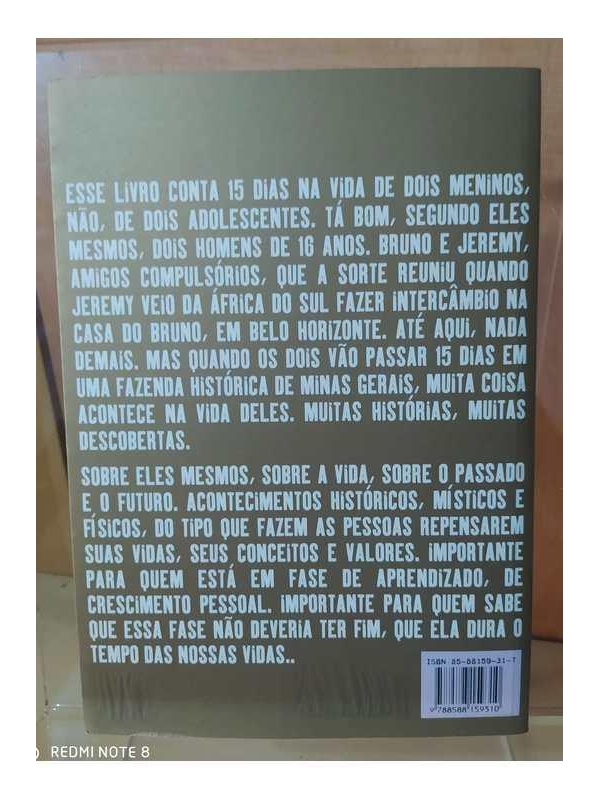 ESSE LIVRO CONTA 15 DIAS NA VIDA DE DOIS MENINOS,
NÃO, DE DOIS ADOLESCENTES. TÁ BOM, SEGUNDO ELES
MESMOS, DOIS HOMENS DE 16 ANOS. BRUNO E JEREMY,
AMIGOS COMPULSÓRIOS, QUE A SORTE REUNIU QUANDO
JEREMY VEIO DA ÁFRICA DO SUL FAZER INTERCÂMBIO NA
CASA DO BRUNO, EM BELO HORIZONTE. ATÉ AQUI, NADA
DEMAIS. MAS QUANDO OS DOIS VÃO PASSAR 15 DIAS EM
UMA FAZENDA HISTÓRICA DE MINAS GERAIS, MUITA COISA
ACONTECE NA VIDA DELES. MUITAS HISTÓRIAS, MUITAS
DESCOBERTAS.
SOBRE ELES MESMOS, SOBRE A VIDA, SOBRE O PASSADO
E O FUTURO. ACONTECIMENTOS HISTÓRICOS, MÍSTICOS E
FÍSICOS, DO TIPO QUE FAZEM AS PESSOAS REPENSAREM
SUAS VIDAS, SEUS CONCEITOS E VALORES. IMPORTANTE
PARA QUEM ESTÁ EM FASE DE APRENDIZADO, DE
CRESCIMENTO PESSOAL. IMPORTANTE PARA QUEM SABE
QUE ESSA FASE NÃO DEVERIA TER FIM, QUE ELA DURA O
TEMPO DAS NOSSAS VIDAS..
ISBN 85-88159-31-7
9 788588 159310
REDMI NOTE 8